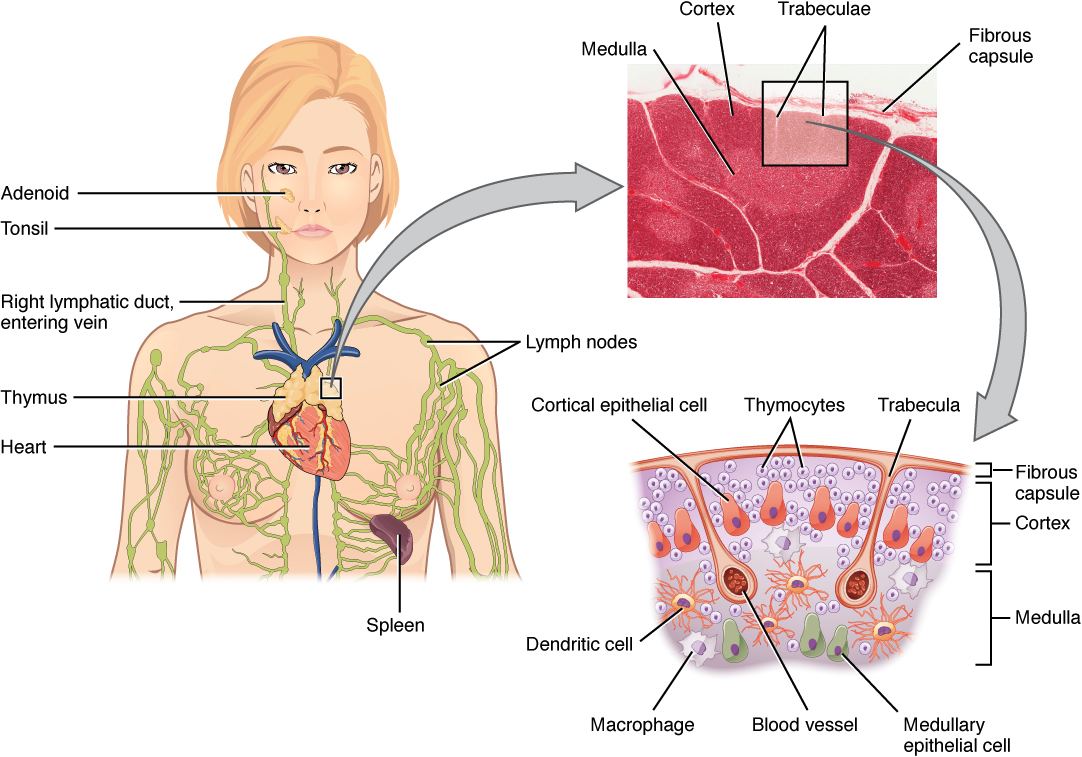 Adenoid
Tonsil
Right lymphatic duct,
entering vein
Thymus
Heart
Lymph nodes
Spleen
Cortex
Trabeculae
Medulla
Fibrous
capsule
Cortical epithelial cell
Thymocytes
Trabecula
Fibrous
capsule
Cortex
Medulla
Dendritic cell
Macrophage
Blood vessel
Medullary
epithelial cell